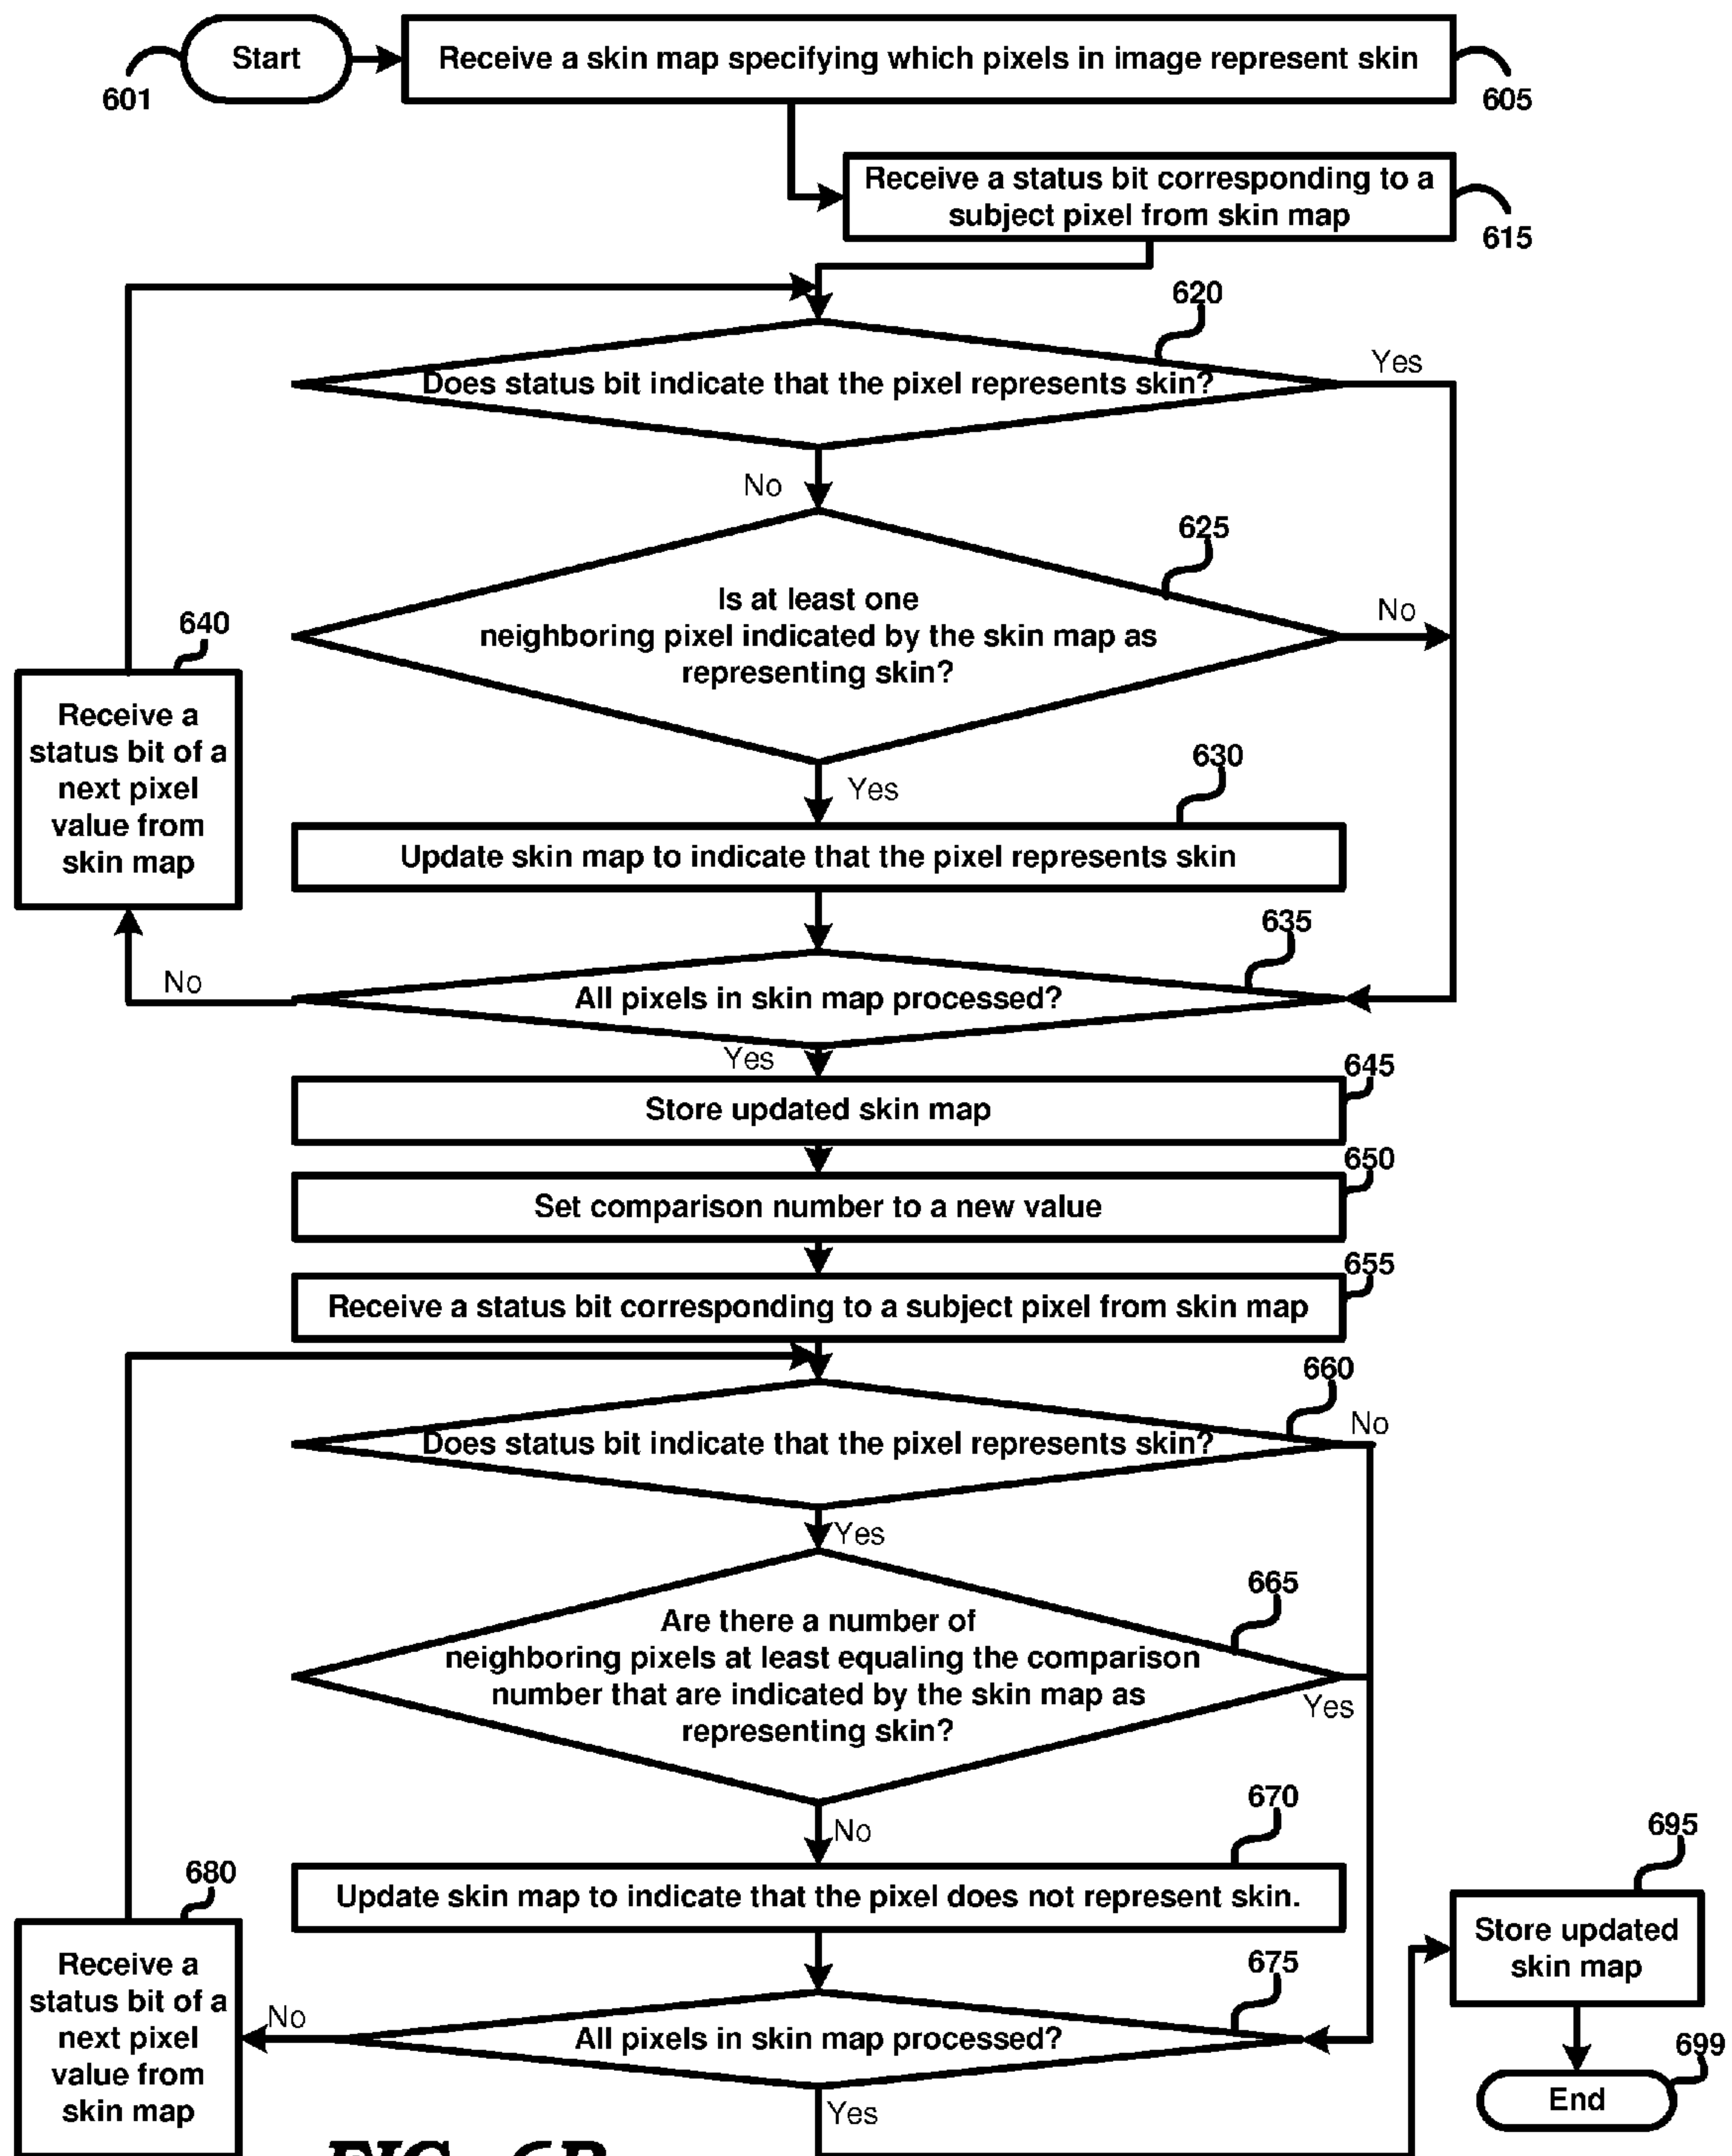 Start
Receive a skin map specifying which pixels in image represent skin
601
605
Receive a status bit corresponding to a
subject pixel from skin map
615
620
Does status bit indicate that the pixel represents skin?
Yes
No
625
Is at least one
neighboring pixel indicated by the skin map as
representing skin?
No
640
Receive a
status bit of a
next pixel
value from
skin map
Yes
630
Update skin map to indicate that the pixel represents skin
635
All pixels in skin map processed?
No
Yes
645
Store updated skin map
650
Set comparison number to a new value
655
Receive a status bit corresponding to a subject pixel from skin map
660
Does status bit indicate that the pixel represents skin?
No
Yes
665
Are there a number of
neighboring pixels at least equaling the comparison
number that are indicated by the skin map as
representing skin?
Yes
No
670
Update skin map to indicate that the pixel does not represent skin.
675
All pixels in skin map processed?
No
680
Receive a
status bit of a
next pixel
value from
skin map
Yes
695
Store updated
skin map
699
End